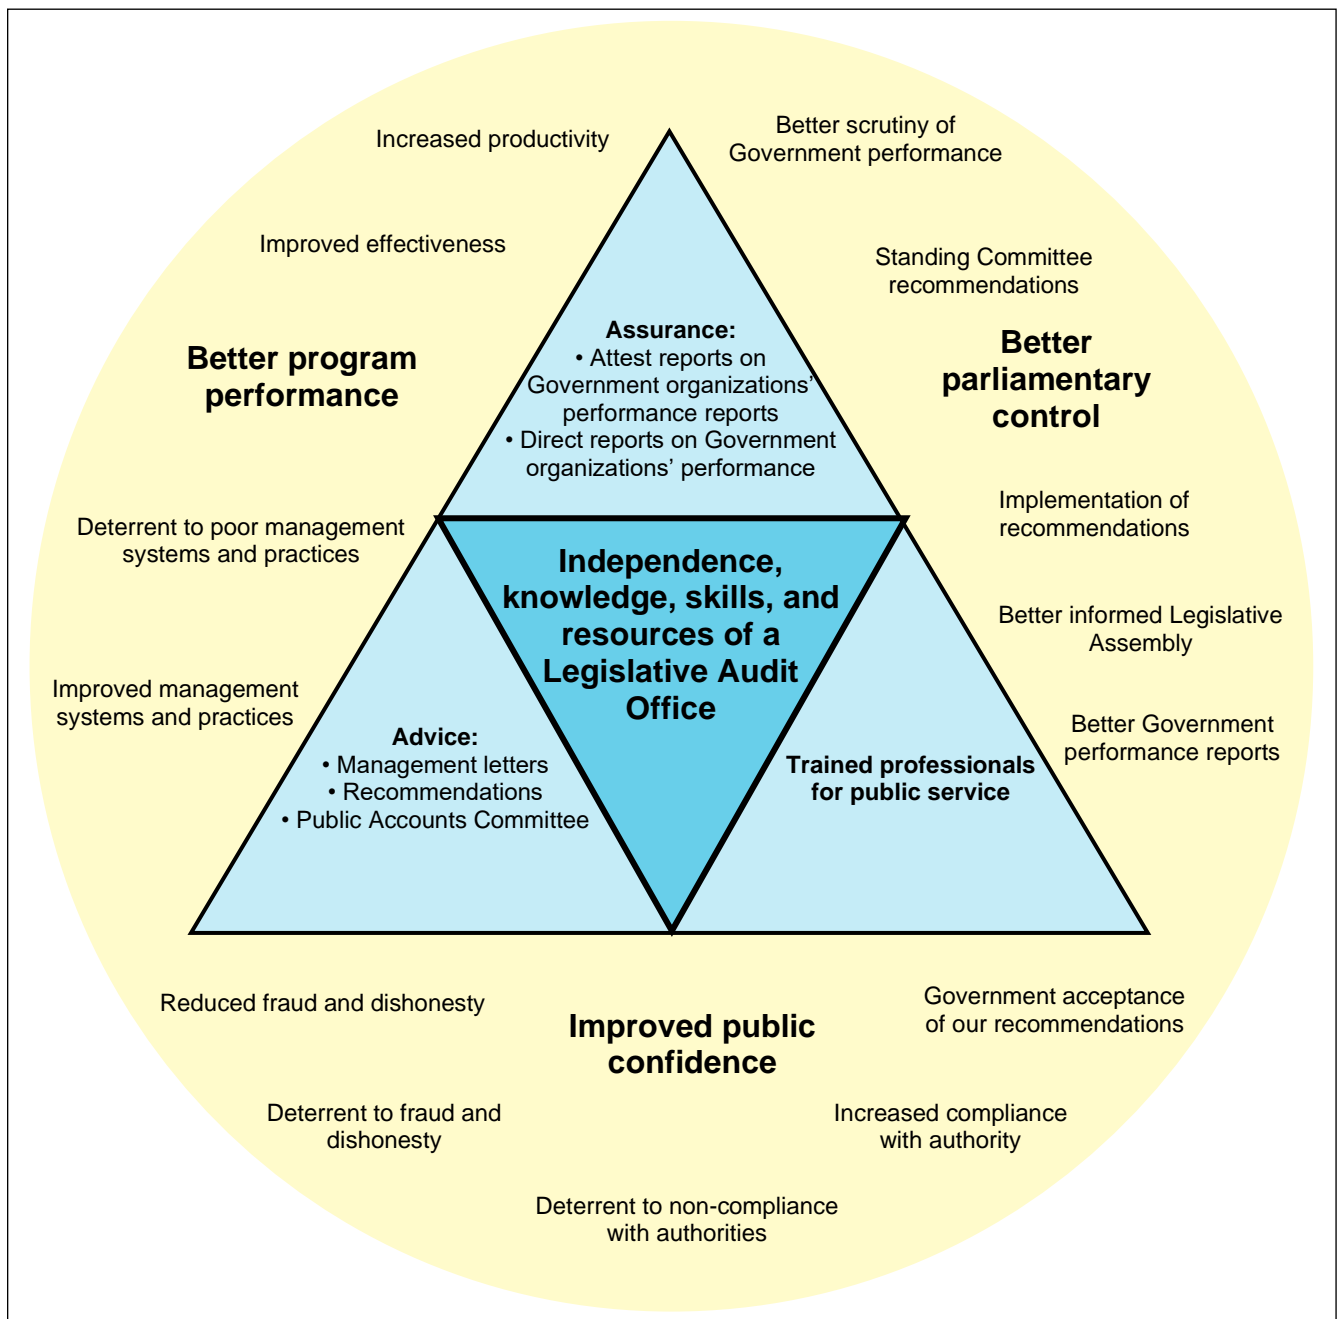 Increased productivity
Better scrutiny of
Government performance
Improved effectiveness
Standing Committee
recommendations
Better program
performance
Better
parliamentary
control
Assurance:
• Attest reports on
Government organizations’
performance reports
• Direct reports on Government
organizations’ performance
Deterrent to poor management
systems and practices
Implementation of
recommendations
Independence,
knowledge, skills, and
resources of a
Legislative Audit
Office
Better informed Legislative
Assembly
Improved management
systems and practices
Better Government
performance reports
Advice:
• Management letters
• Recommendations
• Public Accounts Committee
Trained professionals
for public service
Reduced fraud and dishonesty
Improved public
confidence
Government acceptance
of our recommendations
Deterrent to fraud and
dishonesty
Increased compliance
with authority
Deterrent to non-compliance
with authorities